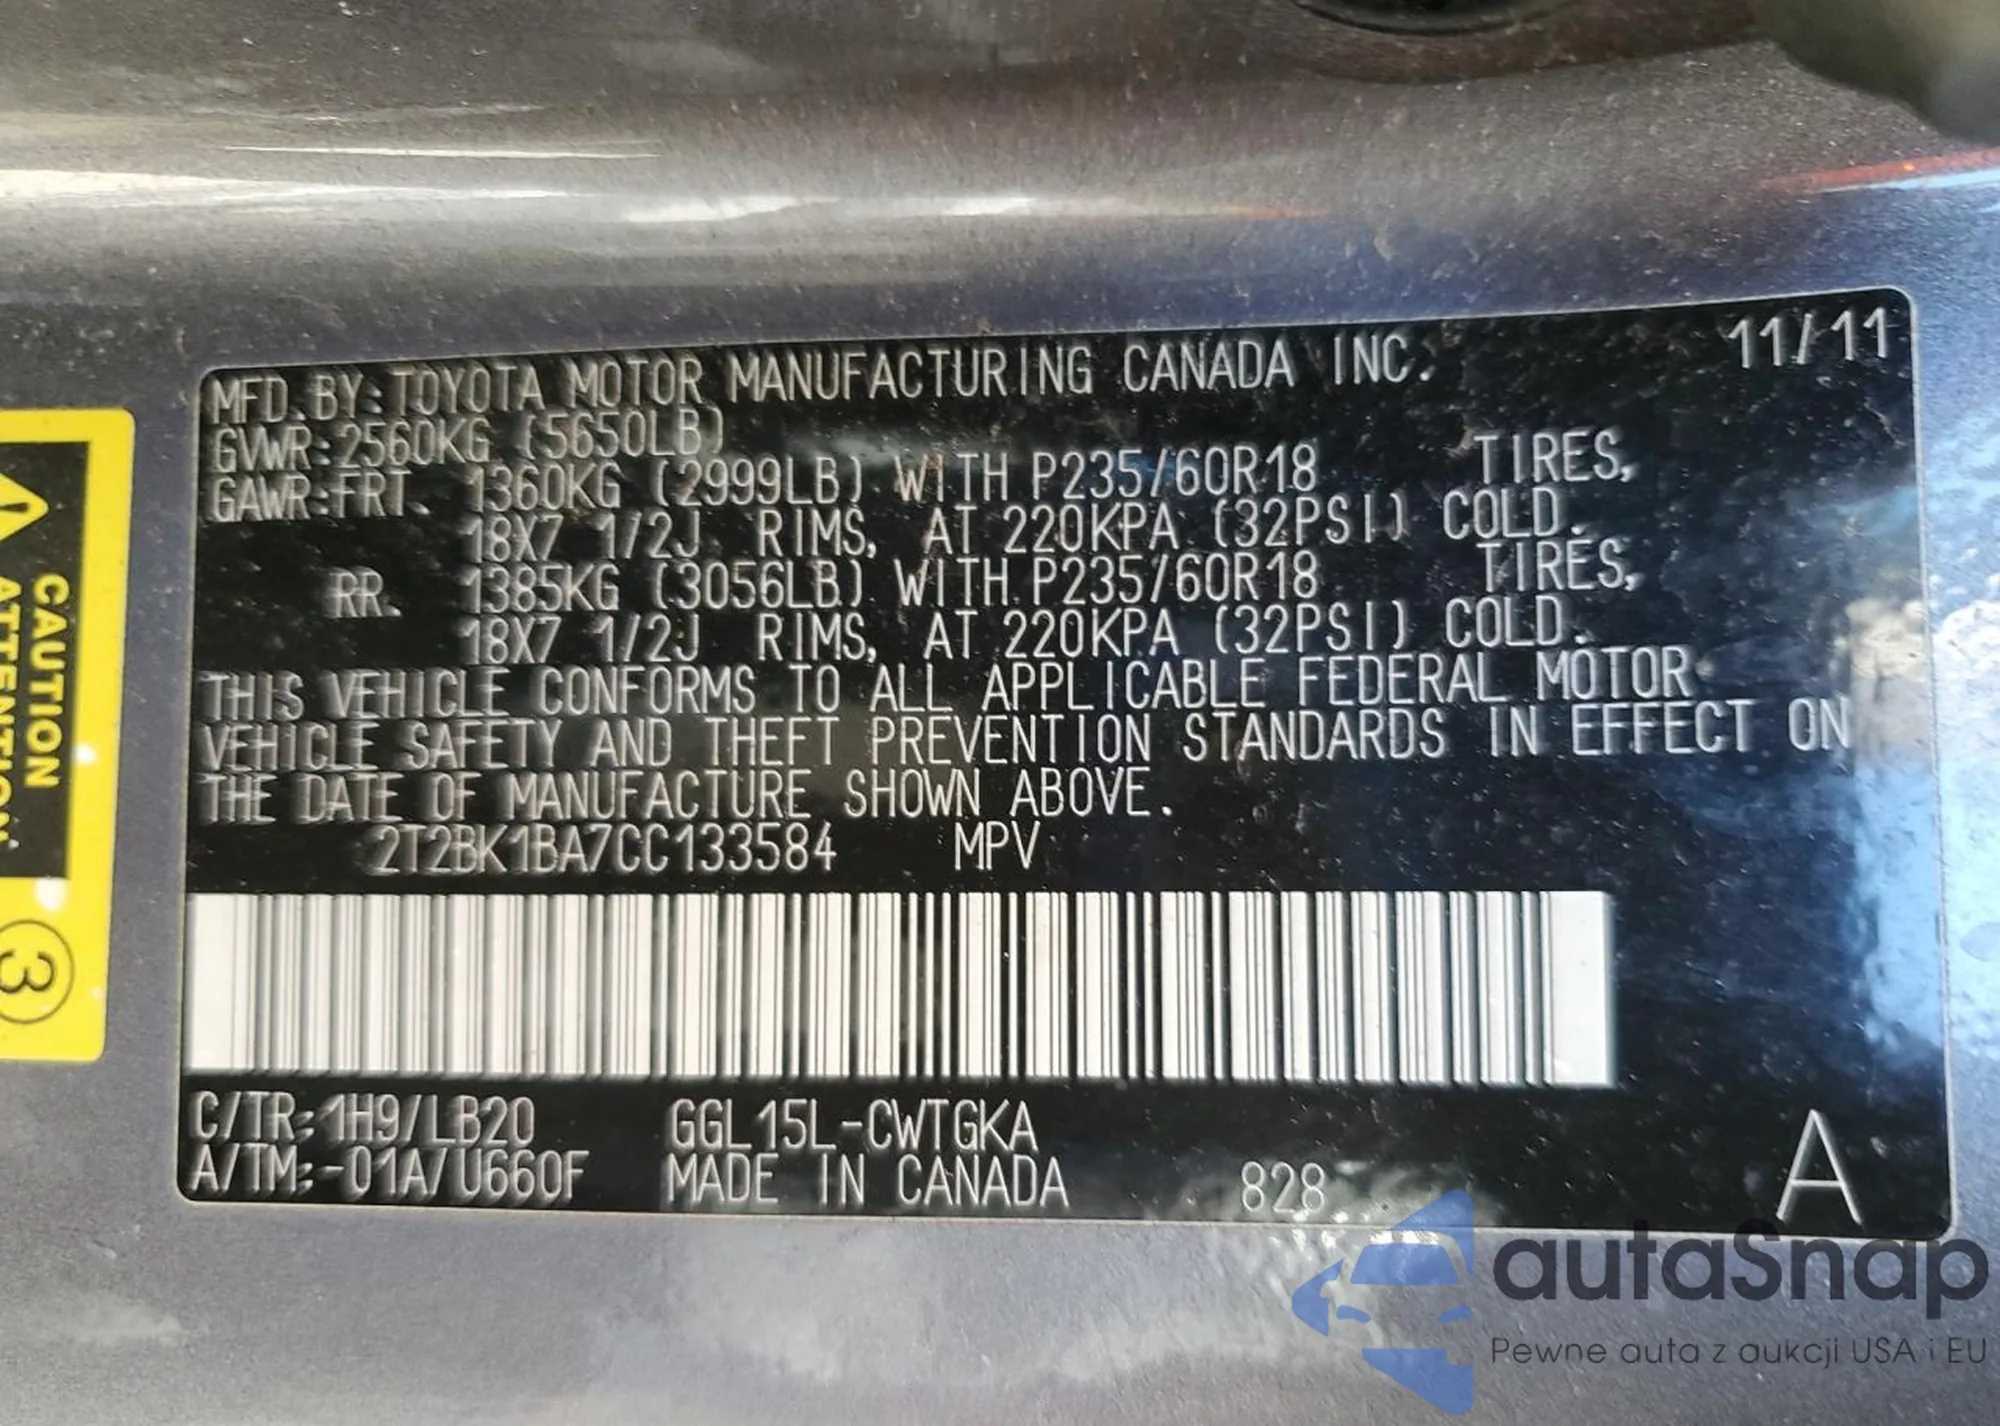 MFD.BY:TOYOTA MOTOR MANUFACTURING CANADA INC. 11/11
GVWR:2560KG (5650LB)
GAWR:FRT. 1360KG (2999LB) WITH P235/60R18 TIRES,
18X7 1/2J RIMS, AT 220KPA (32PSI) COLD.
RR. 1385KG (3056LB) WITH P235/60R18 TIRES,
18X7 1/2J RIMS, AT 220KPA (32PSI) COLD.
THIS VEHICLE CONFORMS TO ALL APPLICABLE FEDERAL MOTOR
VEHICLE SAFETY AND THEFT PREVENTION STANDARDS IN EFFECT ON
THE DATE OF MANUFACTURE SHOWN ABOVE.
2T2BK1BA7CC133584 MPV
C/TR:1H9/LB20 GGL15L-CWTGKA
A/TM:-01A/U660F MADE IN CANADA 828 A
CAUTION
ATTENTION
3
autaSnap
Pewne auta z aukcji USA i EU